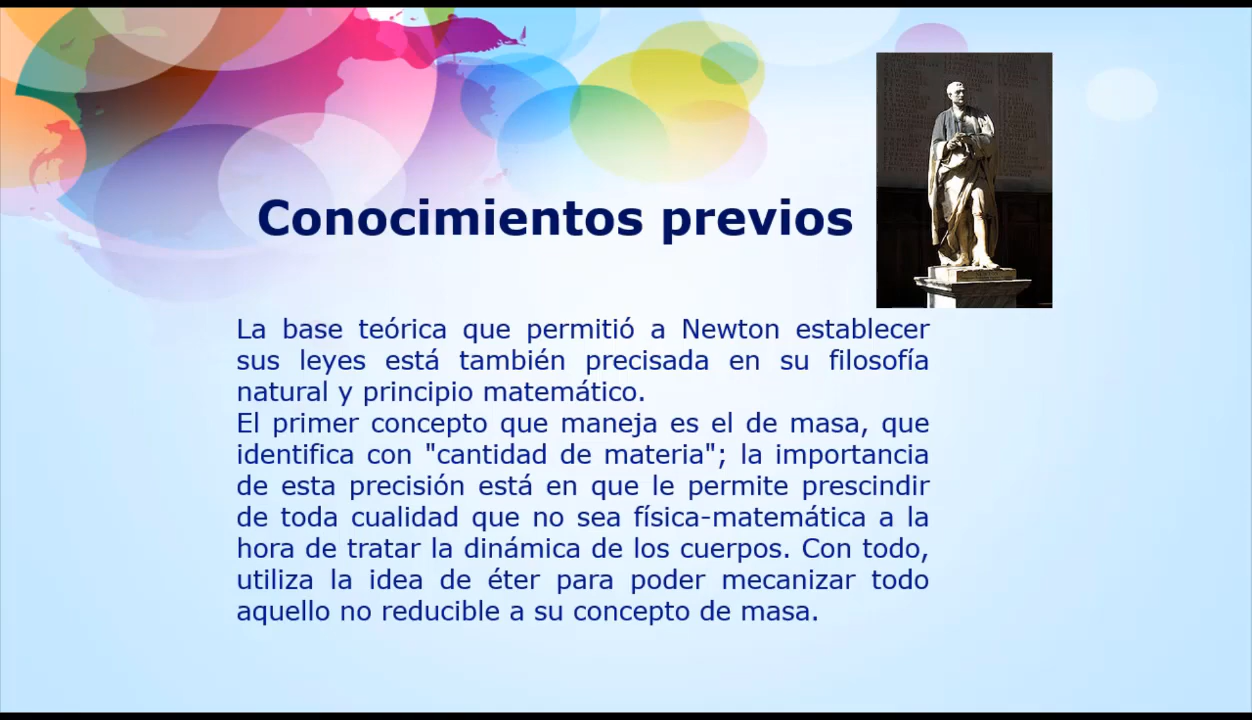 Conocimientos previos
La base teórica que permitió a Newton establecer
sus leyes está también precisada en su filosofía
natural y principio matemático.
El primer concepto que maneja es el de masa, que
identifica con "cantidad de materia"; la importancia
de esta precisión está en que le permite prescindir
de toda cualidad que no sea física-matemática a la
hora de tratar la dinámica de los cuerpos. Con todo,
utiliza la idea de éter para poder mecanizar todo
aquello no reducible a su concepto de masa.